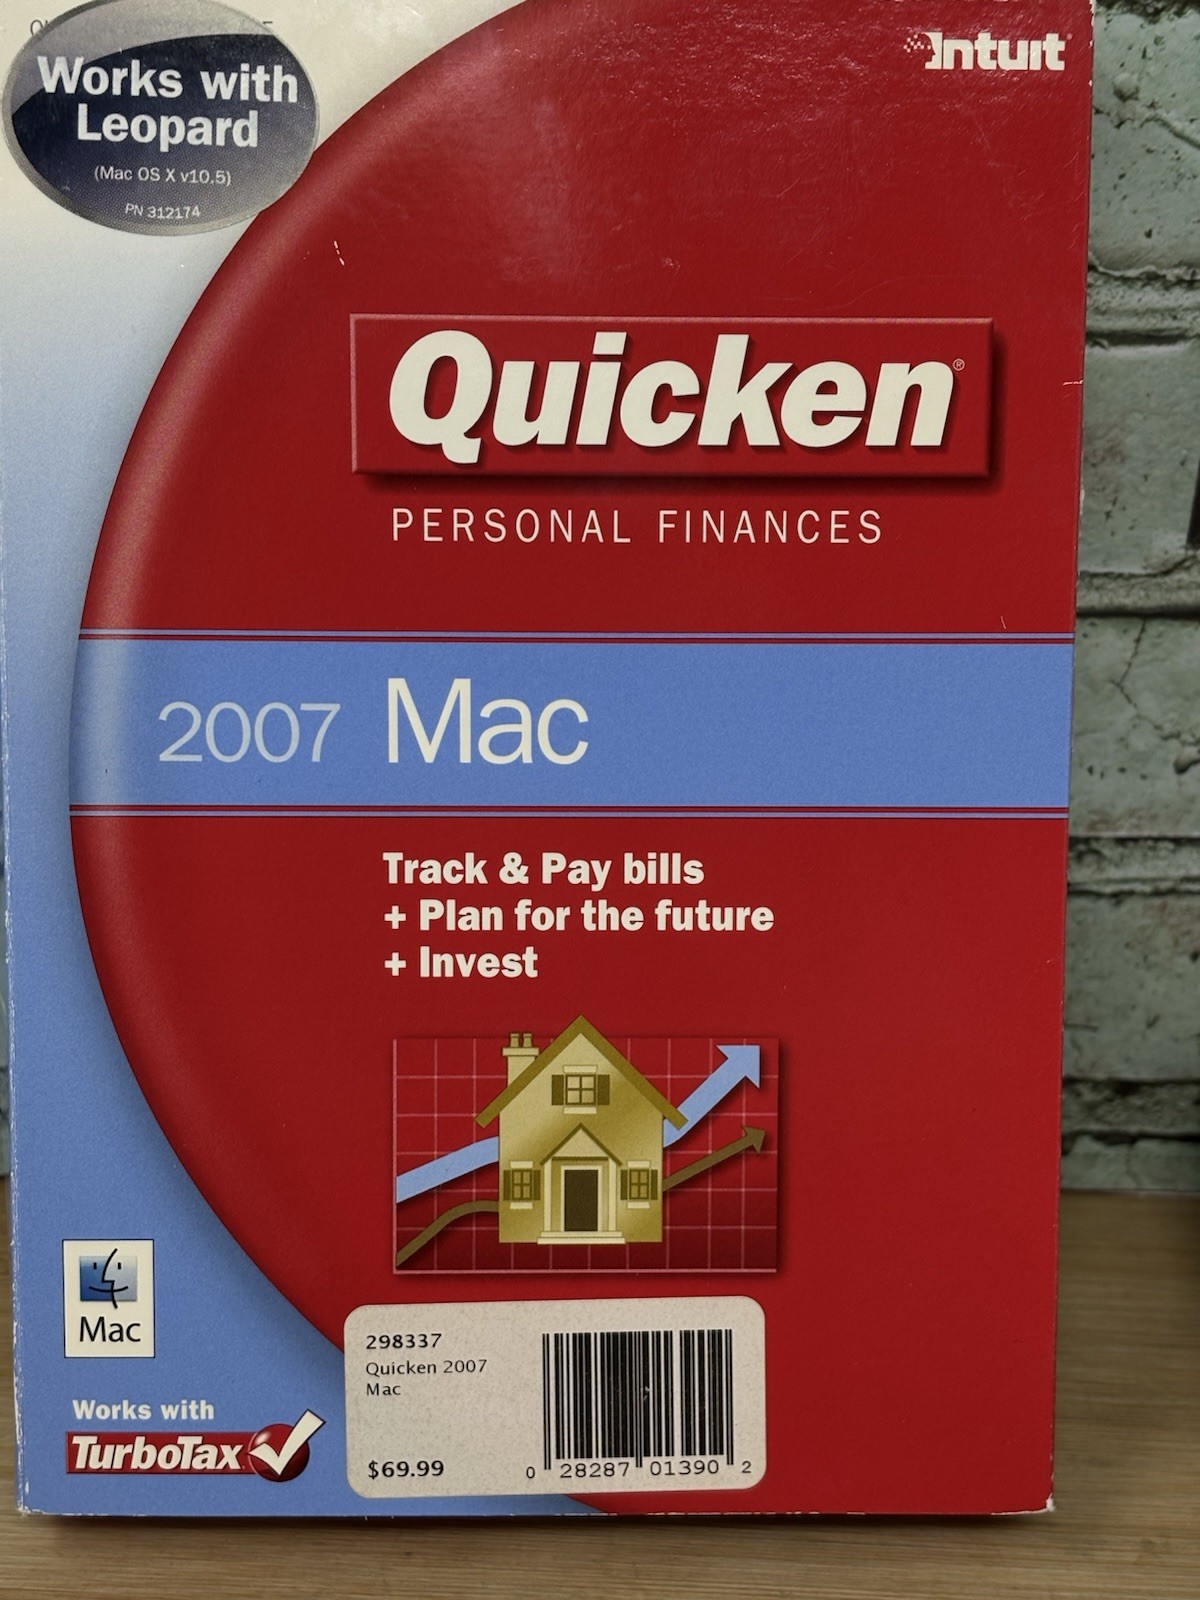 Works with
Leopard
(Mac OS X v10.5)
PN 312174
Intuit
Quicken®
PERSONAL FINANCES
2007 Mac
Track & Pay bills
+ Plan for the future
+ Invest
Mac
Works with
TurboTax
298337
Quicken 2007
Mac
$69.99
0 28287 01390 2